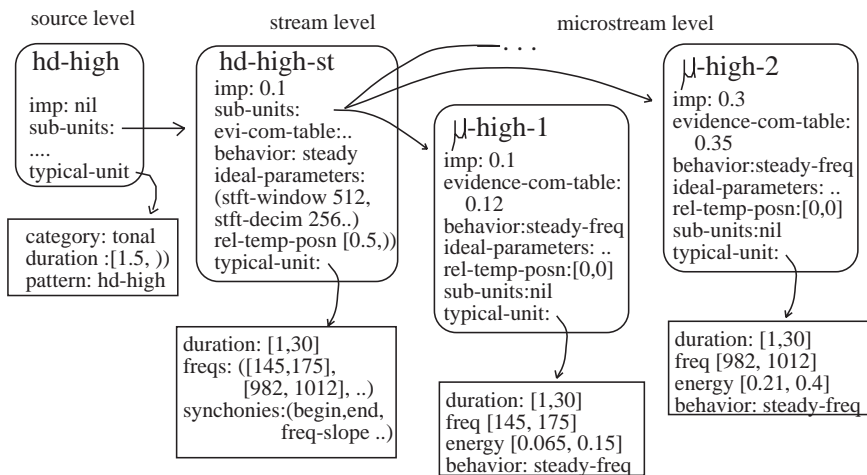 source level
stream level
microstream level
hd-high
imp: nil
sub-units:
....
typical-unit
category: tonal
duration :[1.5, ))
pattern: hd-high
hd-high-st
imp: 0.1
sub-units:
evi-com-table:..
behavior: steady
ideal-parameters:
(stft-window 512,
stft-decim 256..)
rel-temp-posn [0.5,))
typical-unit:
duration: [1,30]
freqs: ([145,175],
[982, 1012], ..)
synchonies:(begin,end,
freq-slope ..)
. . .
μ-high-1
imp: 0.1
evidence-com-table:
0.12
behavior:steady-freq
ideal-parameters: ..
rel-temp-posn:[0,0]
sub-units:nil
typical-unit:
duration: [1,30]
freq [145, 175]
energy [0.065, 0.15]
behavior: steady-freq
μ-high-2
imp: 0.3
evidence-com-table:
0.35
behavior:steady-freq
ideal-parameters: ..
rel-temp-posn:[0,0]
sub-units:nil
typical-unit:
duration: [1,30]
freq [982, 1012]
energy [0.21, 0.4]
behavior: steady-freq